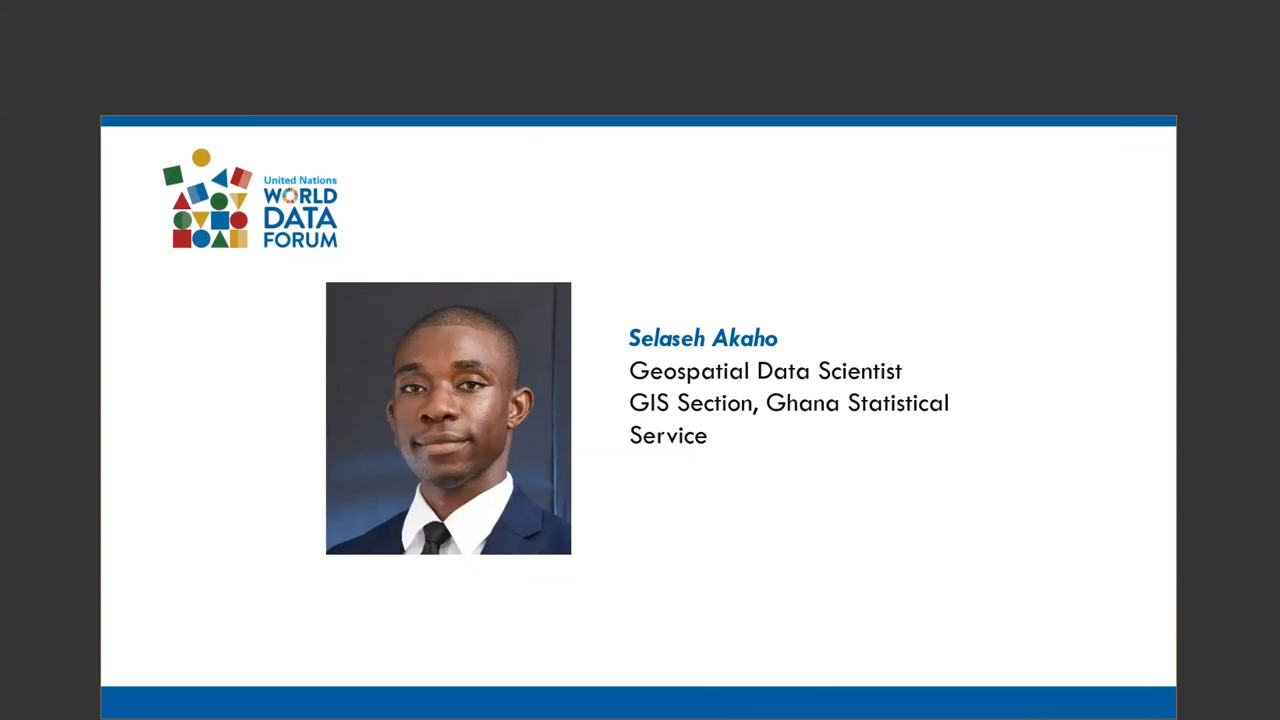 United Nations
WORLD
DATA
FORUM
Selaseh Akaho
Geospatial Data Scientist
GIS Section, Ghana Statistical
Service